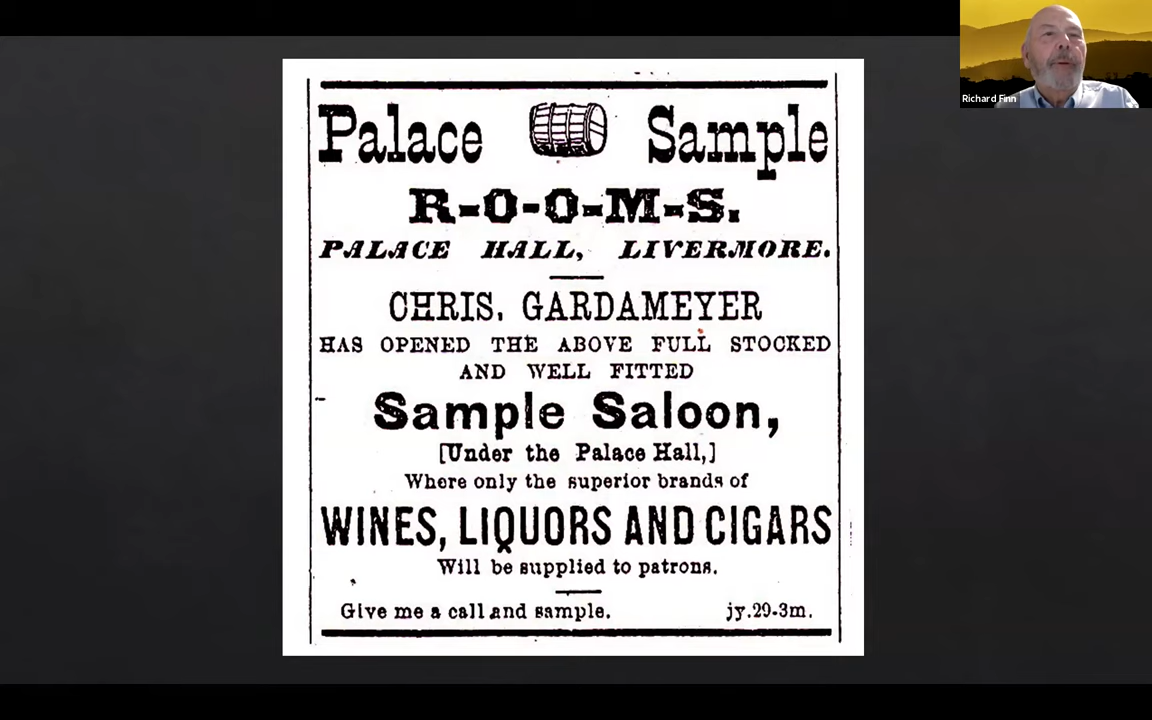 Palace Sample
R-O-O-M-S.
PALACE HALL, LIVERMORE.
CHRIS. GARDAMEYER
HAS OPENED THE ABOVE FULL STOCKED
AND WELL FITTED
Sample Saloon,
[Under the Palace Hall,]
Where only the superior brands of
WINES, LIQUORS AND CIGARS
Will be supplied to patrons.
Give me a call and sample. jy.29-3m.
Richard Finn